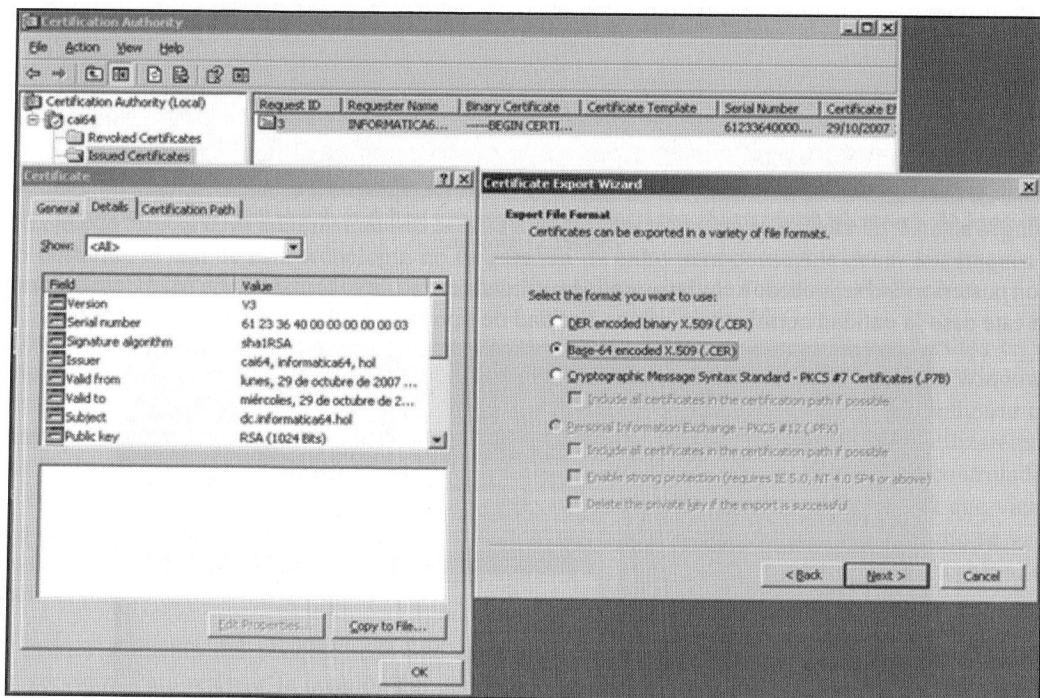 Certification Authority
File Action View Help
Certification Authority (Local)
cai64
Revoked Certificates
Issued Certificates
Request ID Requester Name Binary Certificate Certificate Template Serial Number Certificate Ef
3 INFORMATICA6... -----BEGIN CERTI... 61233640000... 29/10/2007
Certificate
General Details Certification Path
Show: <All>
Field Value
Version V3
Serial number 61 23 36 40 00 00 00 00 00 03
Signature algorithm sha1RSA
Issuer cai64, informatica64, hol
Valid from lunes, 29 de octubre de 2007 ...
Valid to miércoles, 29 de octubre de 2...
Subject dc.informatica64.hol
Public key RSA (1024 Bits)
Edit Properties... Copy to File...
OK
Certificate Export Wizard
Export File Format
Certificates can be exported in a variety of file formats.
Select the format you want to use:
DER encoded binary X.509 (.CER)
Base-64 encoded X.509 (.CER)
Cryptographic Message Syntax Standard - PKCS #7 Certificates (.P7B)
Include all certificates in the certification path if possible
Personal Information Exchange - PKCS #12 (.PFX)
Include all certificates in the certification path if possible
Enable strong protection (requires IE 5.0, NT 4.0 SP4 or above)
Delete the private key if the export is successful
< Back Next > Cancel